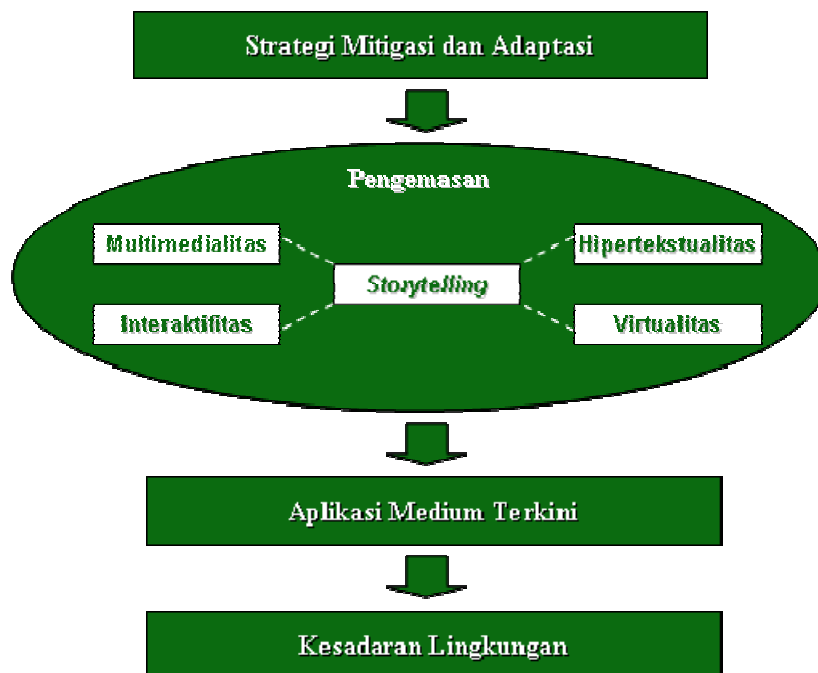 Strategi Mitigasi dan Adaptasi
Pengemasan
Multimedialitas
Hipertekstualitas
Storytelling
Interaktifitas
Virtualitas
Aplikasi Medium Terkini
Kesadaran Lingkungan